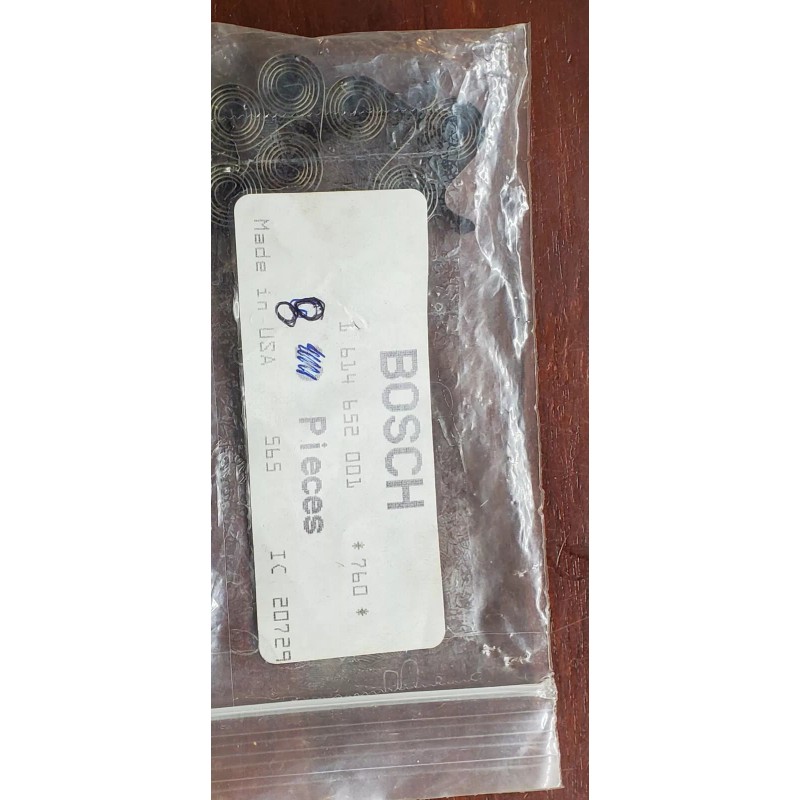 BOSCH
1 614 652 001 *760*
8 Pieces
Made in USA 565 IC 20729